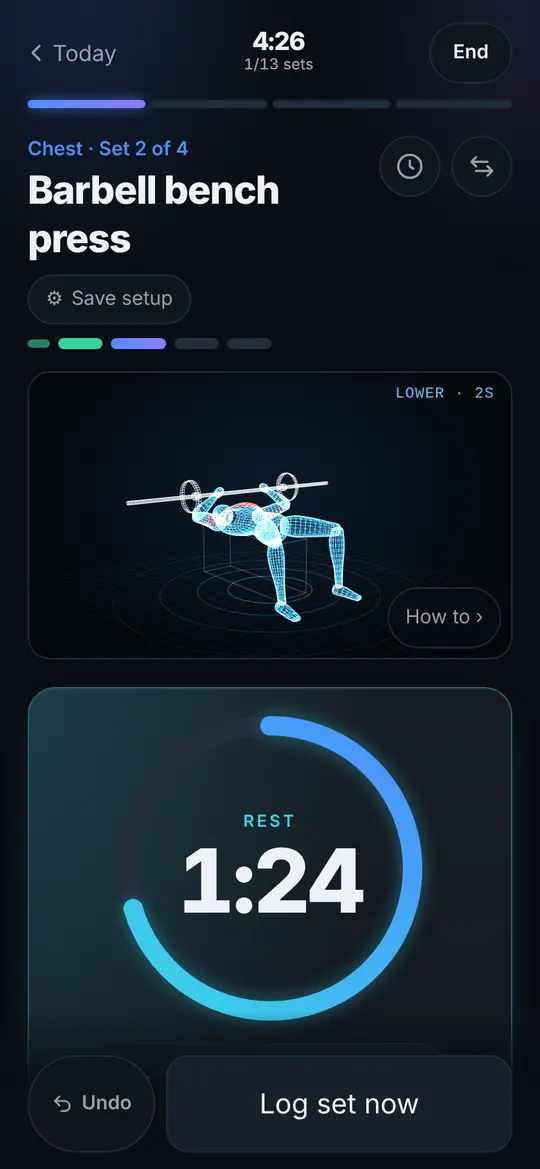 Today
4:26
1/13 sets
End
Chest · Set 2 of 4
Barbell bench
press
⚙ Save setup
LOWER · 2S
How to ›
REST
1:24
Undo
Log set now